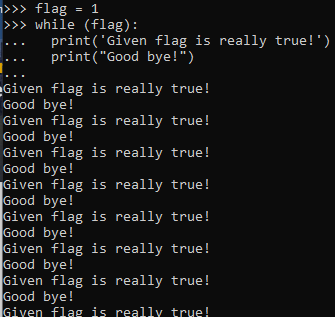 >>> flag = 1
>>> while (flag):
...   print('Given flag is really true!')
...   print("Good bye!")
...
Given flag is really true!
Good bye!
Given flag is really true!
Good bye!
Given flag is really true!
Good bye!
Given flag is really true!
Good bye!
Given flag is really true!
Good bye!
Given flag is really true!
Good bye!
Given flag is really true!
Good bye!
Given flag is really true!